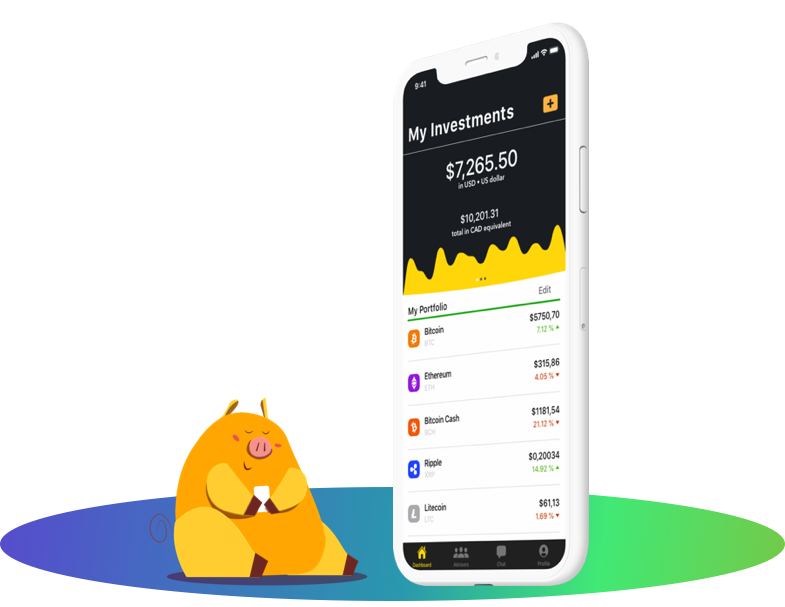 9:41
My Investments
$7,265.50
in USD • US dollar
$10,201.31
total in CAD equivalent
My Portfolio Edit
Bitcoin $5750,70
BTC 7.12 %
Ethereum $315,86
ETH 4.05 %
Bitcoin Cash $1181,54
BCH 21.12 %
Ripple $0,20034
XRP 14.92 %
Litecoin $61,13
LTC 1.69 %
Dashboard Advisors Chat Profile